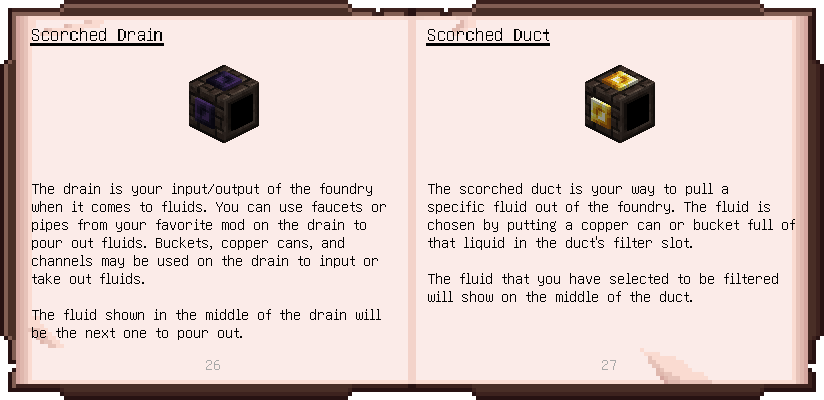 Scorched Drain
The drain is your input/output of the foundry
when it comes to fluids. You can use faucets or
pipes from your favorite mod on the drain to
pour out fluids. Buckets, copper cans, and
channels may be used on the drain to input or
take out fluids.
The fluid shown in the middle of the drain will
be the next one to pour out.
26
Scorched Duct
The scorched duct is your way to pull a
specific fluid out of the foundry. The fluid is
chosen by putting a copper can or bucket full of
that liquid in the duct's filter slot.
The fluid that you have selected to be filtered
will show on the middle of the duct.
27